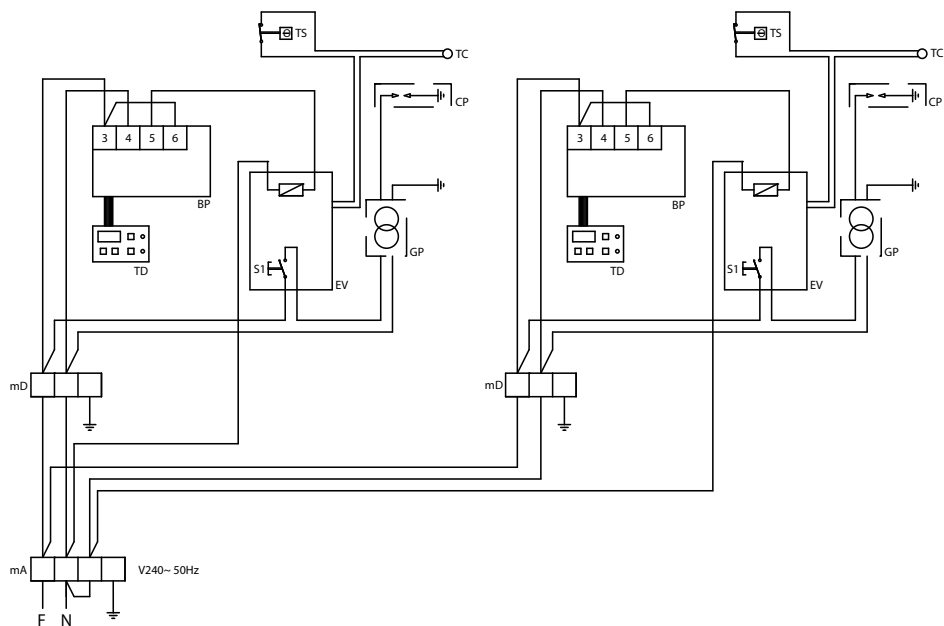 TS
TS
TC
TC
CP
CP
3 4 5 6
3 4 5 6
BP
BP
GP
GP
TD
TD
S1
S1
EV
EV
mD
mD
mA
V240~ 50Hz
F N